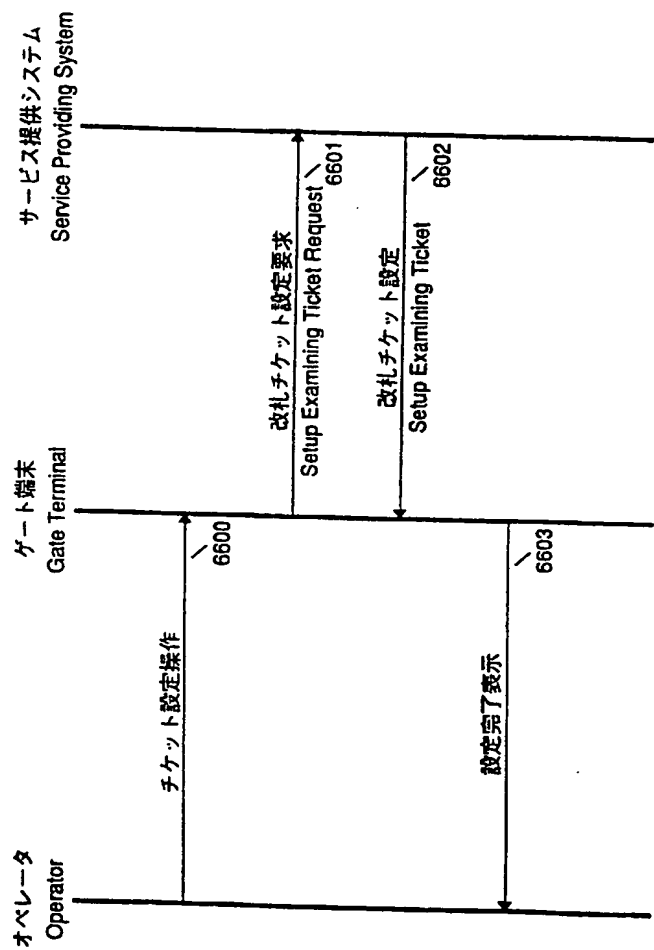 オペレータ
Operator
ゲート端末
Gate Terminal
サービス提供システム
Service Providing System
チケット設定操作
6600
改札チケット設定要求
Setup Examining Ticket Request
6601
改札チケット設定
Setup Examining Ticket
6602
設定完了表示
6603